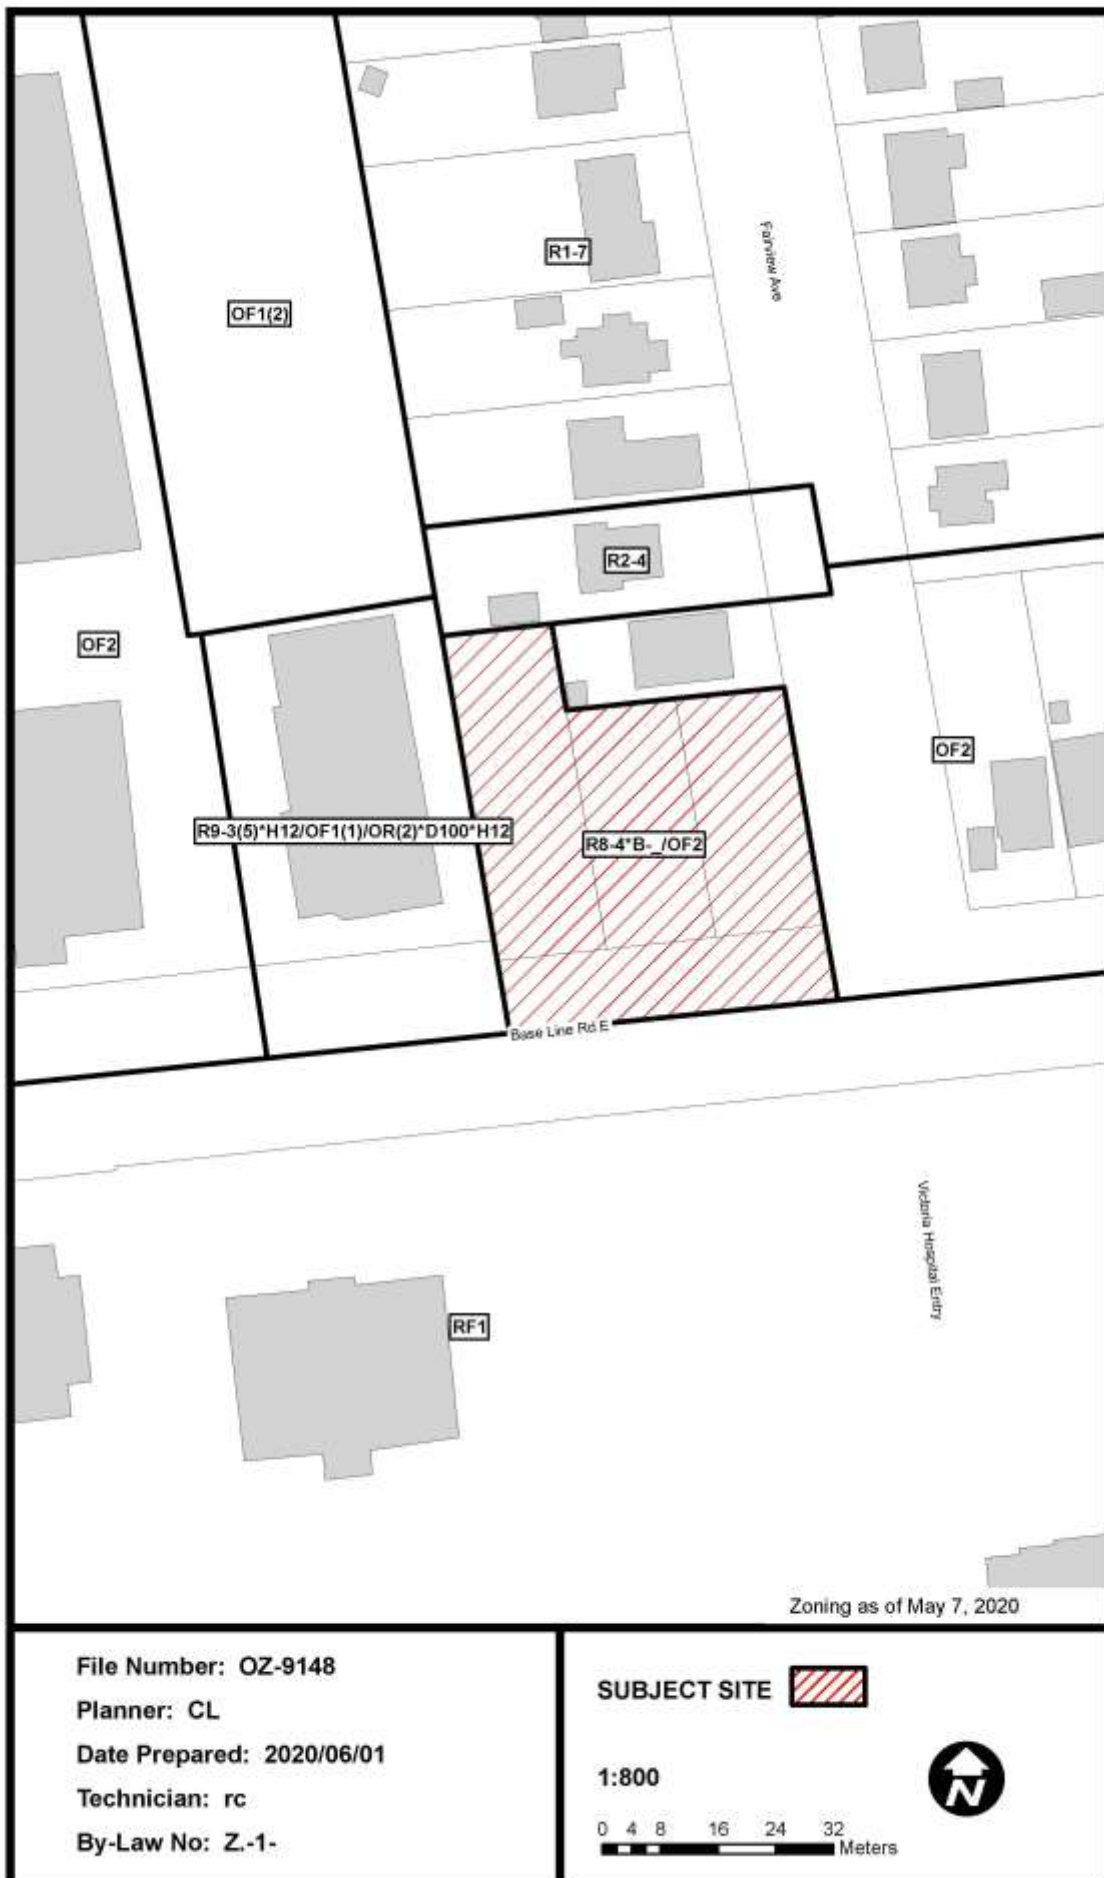 R1-7
Fairview Ave
OF1(2)
R2-4
OF2
OF2
R9-3(5)*H12/OF1(1)/OR(2)*D100*H12
R8-4*B-_/OF2
Base Line Rd E
Victoria Hospital Entry
RF1
Zoning as of May 7, 2020
File Number: OZ-9148
Planner: CL
Date Prepared: 2020/06/01
Technician: rc
By-Law No: Z.-1-
SUBJECT SITE
1:800
N
0 4 8 16 24 32
Meters